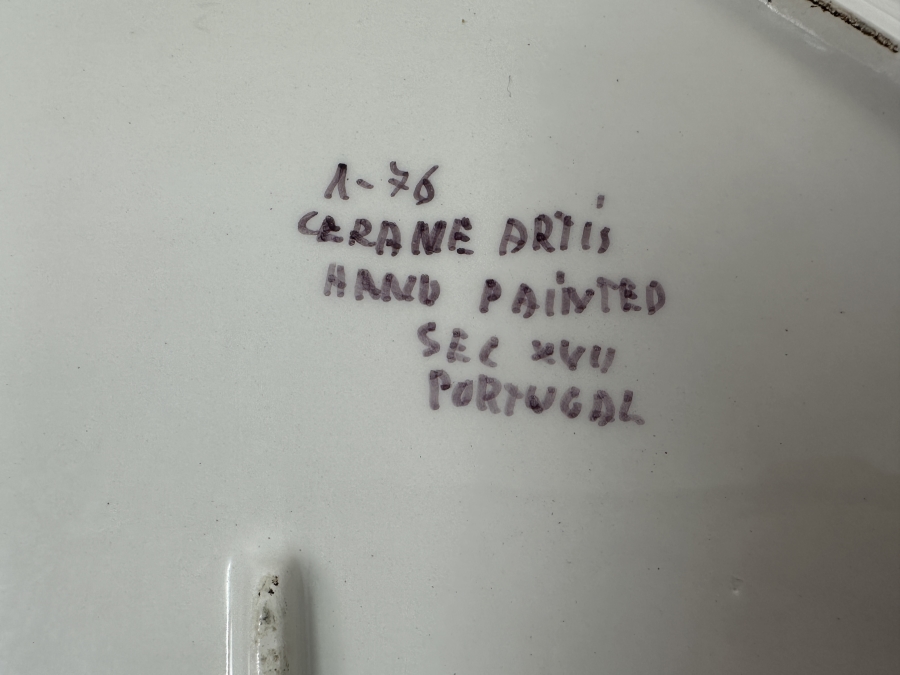 1-76
CERANE ARTIS
HAND PAINTED
SEC XVII
PORTUGAL